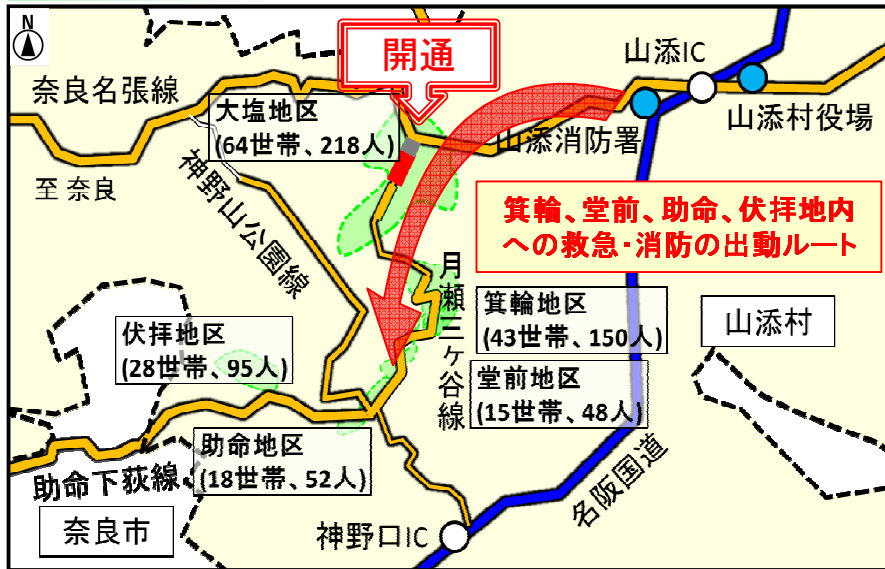 N
開通
山添IC
奈良名張線
大塩地区
(64世帯、218人)
山添消防署
山添村役場
至 奈良
神野山公園線
箕輪、堂前、助命、伏拝地内
への救急・消防の出動ルート
月瀬三ヶ谷線
箕輪地区
(43世帯、150人)
山添村
伏拝地区
(28世帯、95人)
堂前地区
(15世帯、48人)
助命地区
(18世帯、52人)
助命下荻線
名阪国道
奈良市
神野口IC